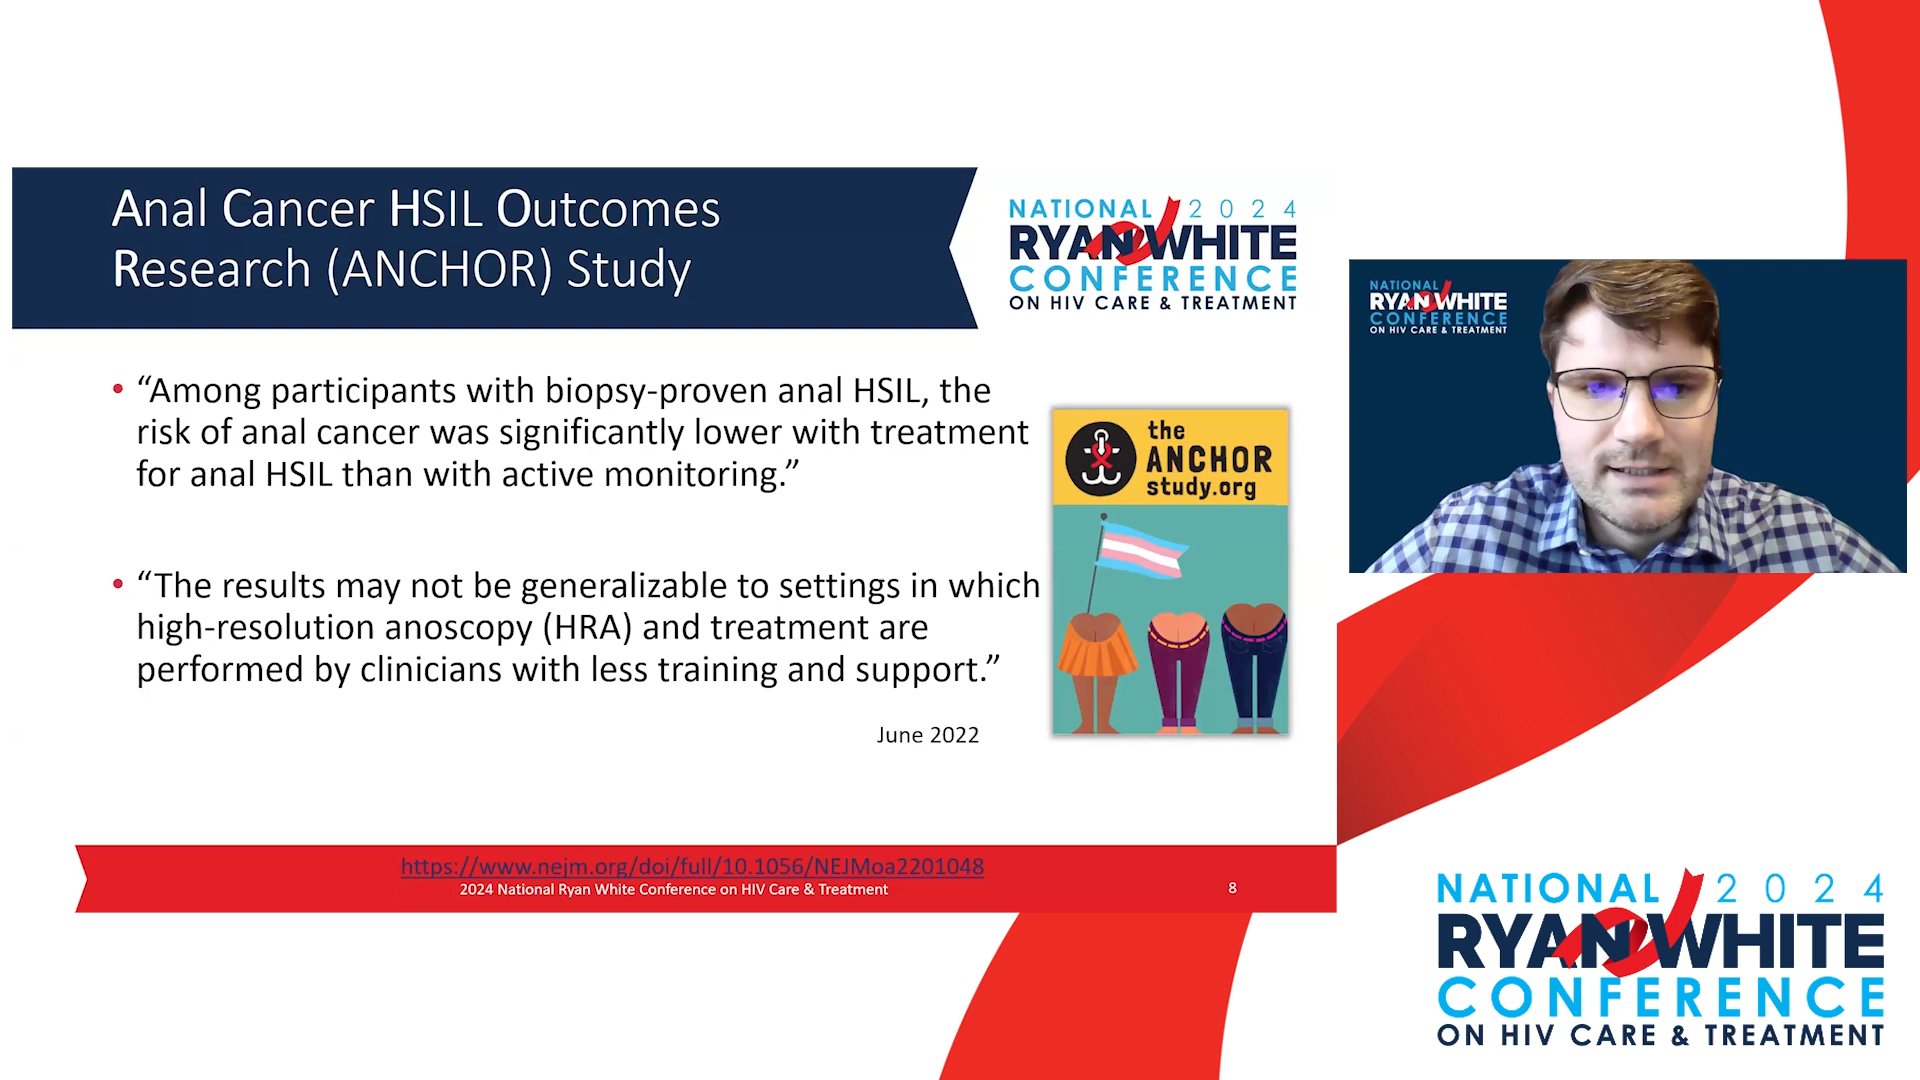 Anal Cancer HSIL Outcomes
Research (ANCHOR) Study
NATIONAL 2024
RYAN WHITE
CONFERENCE
ON HIV CARE & TREATMENT
• “Among participants with biopsy-proven anal HSIL, the
risk of anal cancer was significantly lower with treatment
for anal HSIL than with active monitoring.”
• “The results may not be generalizable to settings in which
high-resolution anoscopy (HRA) and treatment are
performed by clinicians with less training and support.”
June 2022
the
ANCHOR
study.org
https://www.nejm.org/doi/full/10.1056/NEJMoa2201048
2024 National Ryan White Conference on HIV Care & Treatment
8
NATIONAL
RYAN WHITE
CONFERENCE
ON HIV CARE & TREATMENT
NATIONAL 2024
RYAN WHITE
CONFERENCE
ON HIV CARE & TREATMENT